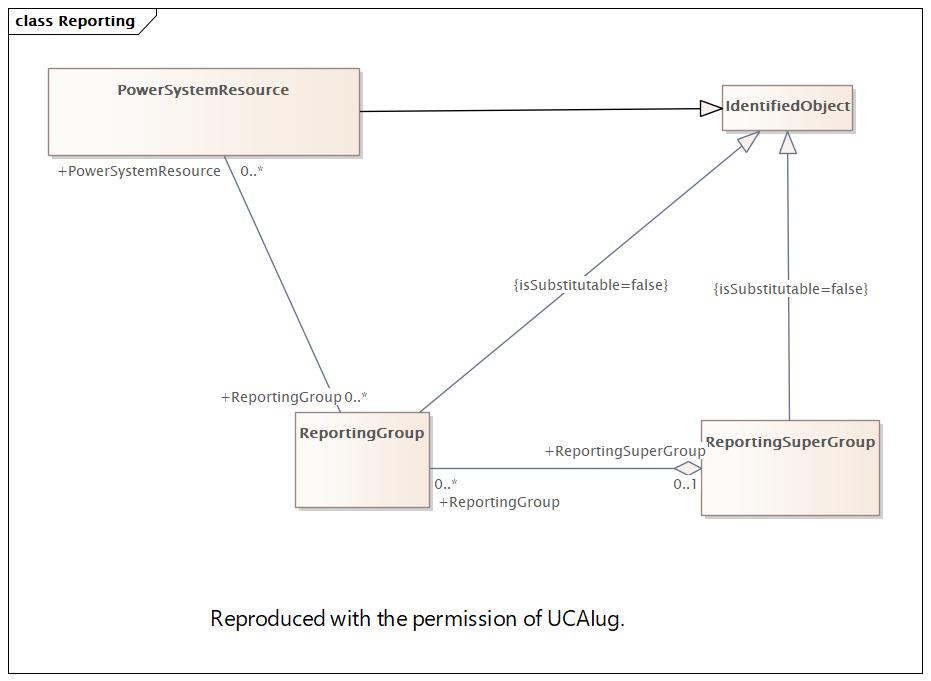 class Reporting
PowerSystemResource
IdentifiedObject
+PowerSystemResource 0..*
{isSubstitutable=false}
{isSubstitutable=false}
+ReportingGroup 0..*
ReportingGroup
ReportingSuperGroup
+ReportingSuperGroup
0..*
0..1
+ReportingGroup
Reproduced with the permission of UCAIug.